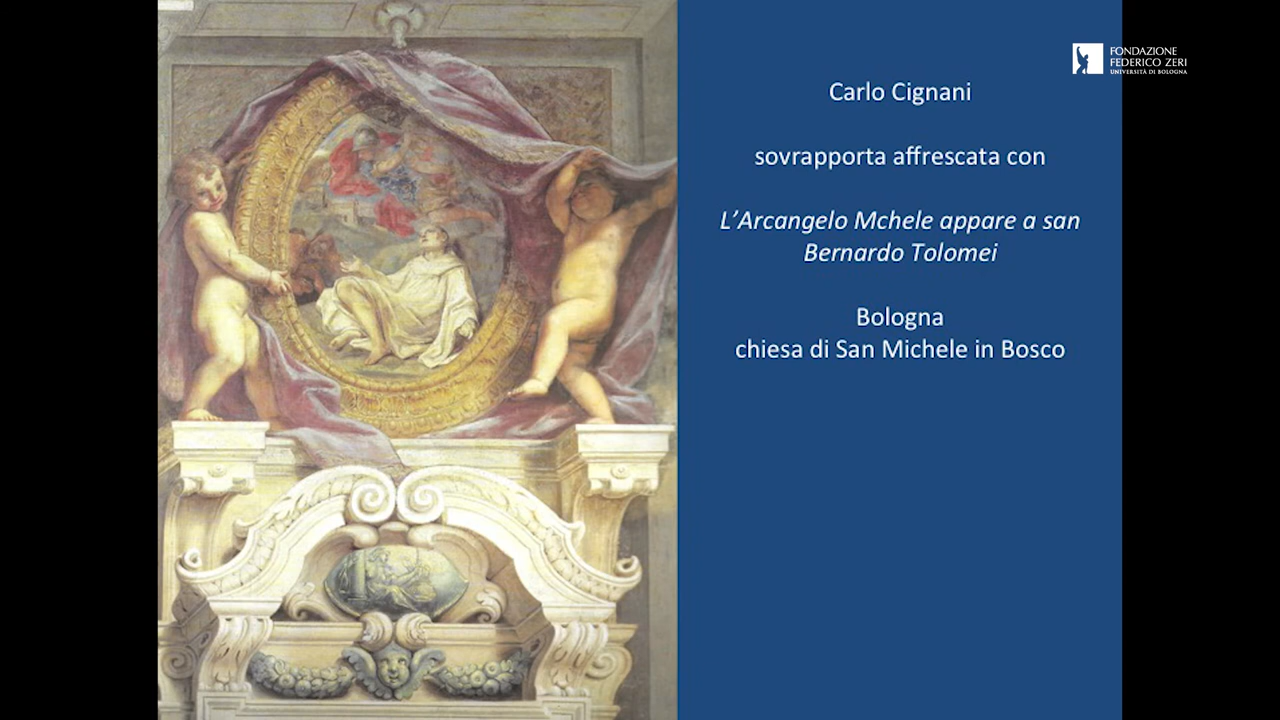 FONDAZIONE
FEDERICO ZERI
UNIVERSITÀ DI BOLOGNA
Carlo Cignani
sovrapporta affrescata con
L’Arcangelo Mchele appare a san
Bernardo Tolomei
Bologna
chiesa di San Michele in Bosco